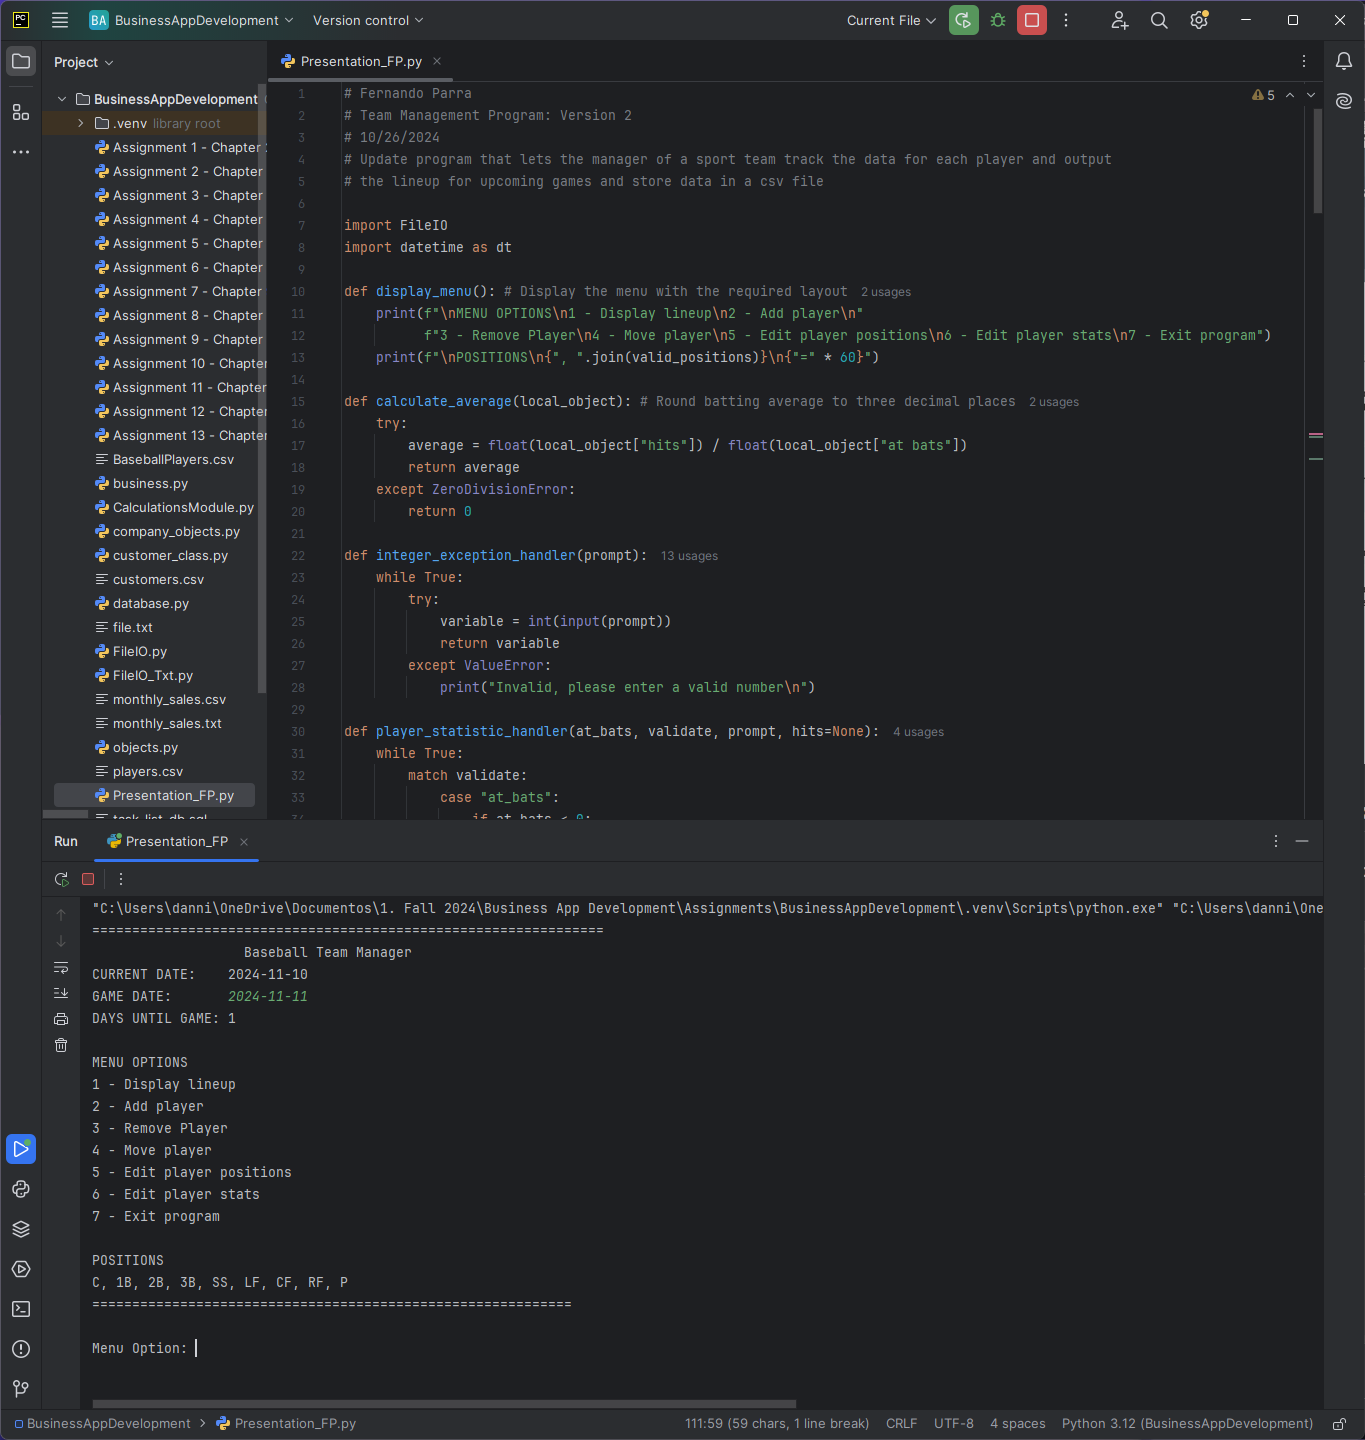 PC
BA BusinessAppDevelopment Version control Current File
Project
Presentation_FP.py
BusinessAppDevelopment
.venv library root
Assignment 1 - Chapter
Assignment 2 - Chapter
Assignment 3 - Chapter
Assignment 4 - Chapter
Assignment 5 - Chapter
Assignment 6 - Chapter
Assignment 7 - Chapter
Assignment 8 - Chapter
Assignment 9 - Chapter
Assignment 10 - Chapter
Assignment 11 - Chapter
Assignment 12 - Chapter
Assignment 13 - Chapter
BaseballPlayers.csv
business.py
CalculationsModule.py
company_objects.py
customer_class.py
customers.csv
database.py
file.txt
FileIO.py
FileIO_Txt.py
monthly_sales.csv
monthly_sales.txt
objects.py
players.csv
Presentation_FP.py
task_list_db.sql
5
1 # Fernando Parra
2 # Team Management Program: Version 2
3 # 10/26/2024
4 # Update program that lets the manager of a sport team track the data for each player and output
5 # the lineup for upcoming games and store data in a csv file
6
7 import FileIO
8 import datetime as dt
9
10 def display_menu(): # Display the menu with the required layout 2 usages
11 print(f"\nMENU OPTIONS\n1 - Display lineup\n2 - Add player\n"
12 f"3 - Remove Player\n4 - Move player\n5 - Edit player positions\n6 - Edit player stats\n7 - Exit program")
13 print(f"\nPOSITIONS\n{", ".join(valid_positions)}\n{"=" * 60}")
14
15 def calculate_average(local_object): # Round batting average to three decimal places 2 usages
16 try:
17 average = float(local_object["hits"]) / float(local_object["at bats"])
18 return average
19 except ZeroDivisionError:
20 return 0
21
22 def integer_exception_handler(prompt): 13 usages
23 while True:
24 try:
25 variable = int(input(prompt))
26 return variable
27 except ValueError:
28 print("Invalid, please enter a valid number\n")
29
30 def player_statistic_handler(at_bats, validate, prompt, hits=None): 4 usages
31 while True:
32 match validate:
33 case "at_bats":
34 if at_bats < 0:
Run Presentation_FP
"C:\Users\danni\OneDrive\Documentos\1. Fall 2024\Business App Development\Assignments\BusinessAppDevelopment\.venv\Scripts\python.exe" "C:\Users\danni\One
================================================================
Baseball Team Manager
CURRENT DATE: 2024-11-10
GAME DATE: 2024-11-11
DAYS UNTIL GAME: 1
MENU OPTIONS
1 - Display lineup
2 - Add player
3 - Remove Player
4 - Move player
5 - Edit player positions
6 - Edit player stats
7 - Exit program
POSITIONS
C, 1B, 2B, 3B, SS, LF, CF, RF, P
============================================================
Menu Option:
BusinessAppDevelopment > Presentation_FP.py 111:59 (59 chars, 1 line break) CRLF UTF-8 4 spaces Python 3.12 (BusinessAppDevelopment)